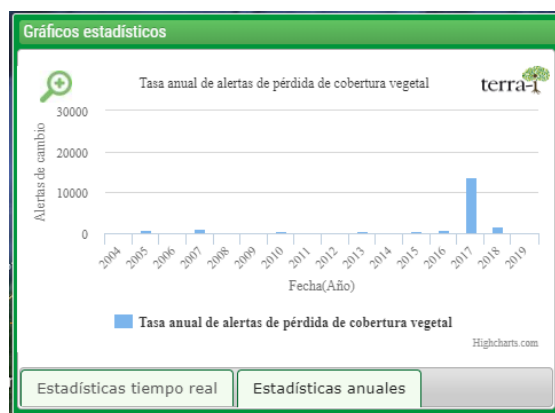 Gráficos estadísticos
Tasa anual de alertas de pérdida de cobertura vegetal
terra-i
Alertas de cambio
30000
20000
10000
0
2004 2005 2006 2007 2008 2009 2010 2011 2012 2013 2014 2015 2016 2017 2018 2019
Fecha(Año)
Tasa anual de alertas de pérdida de cobertura vegetal
Highcharts.com
Estadísticas tiempo real Estadísticas anuales